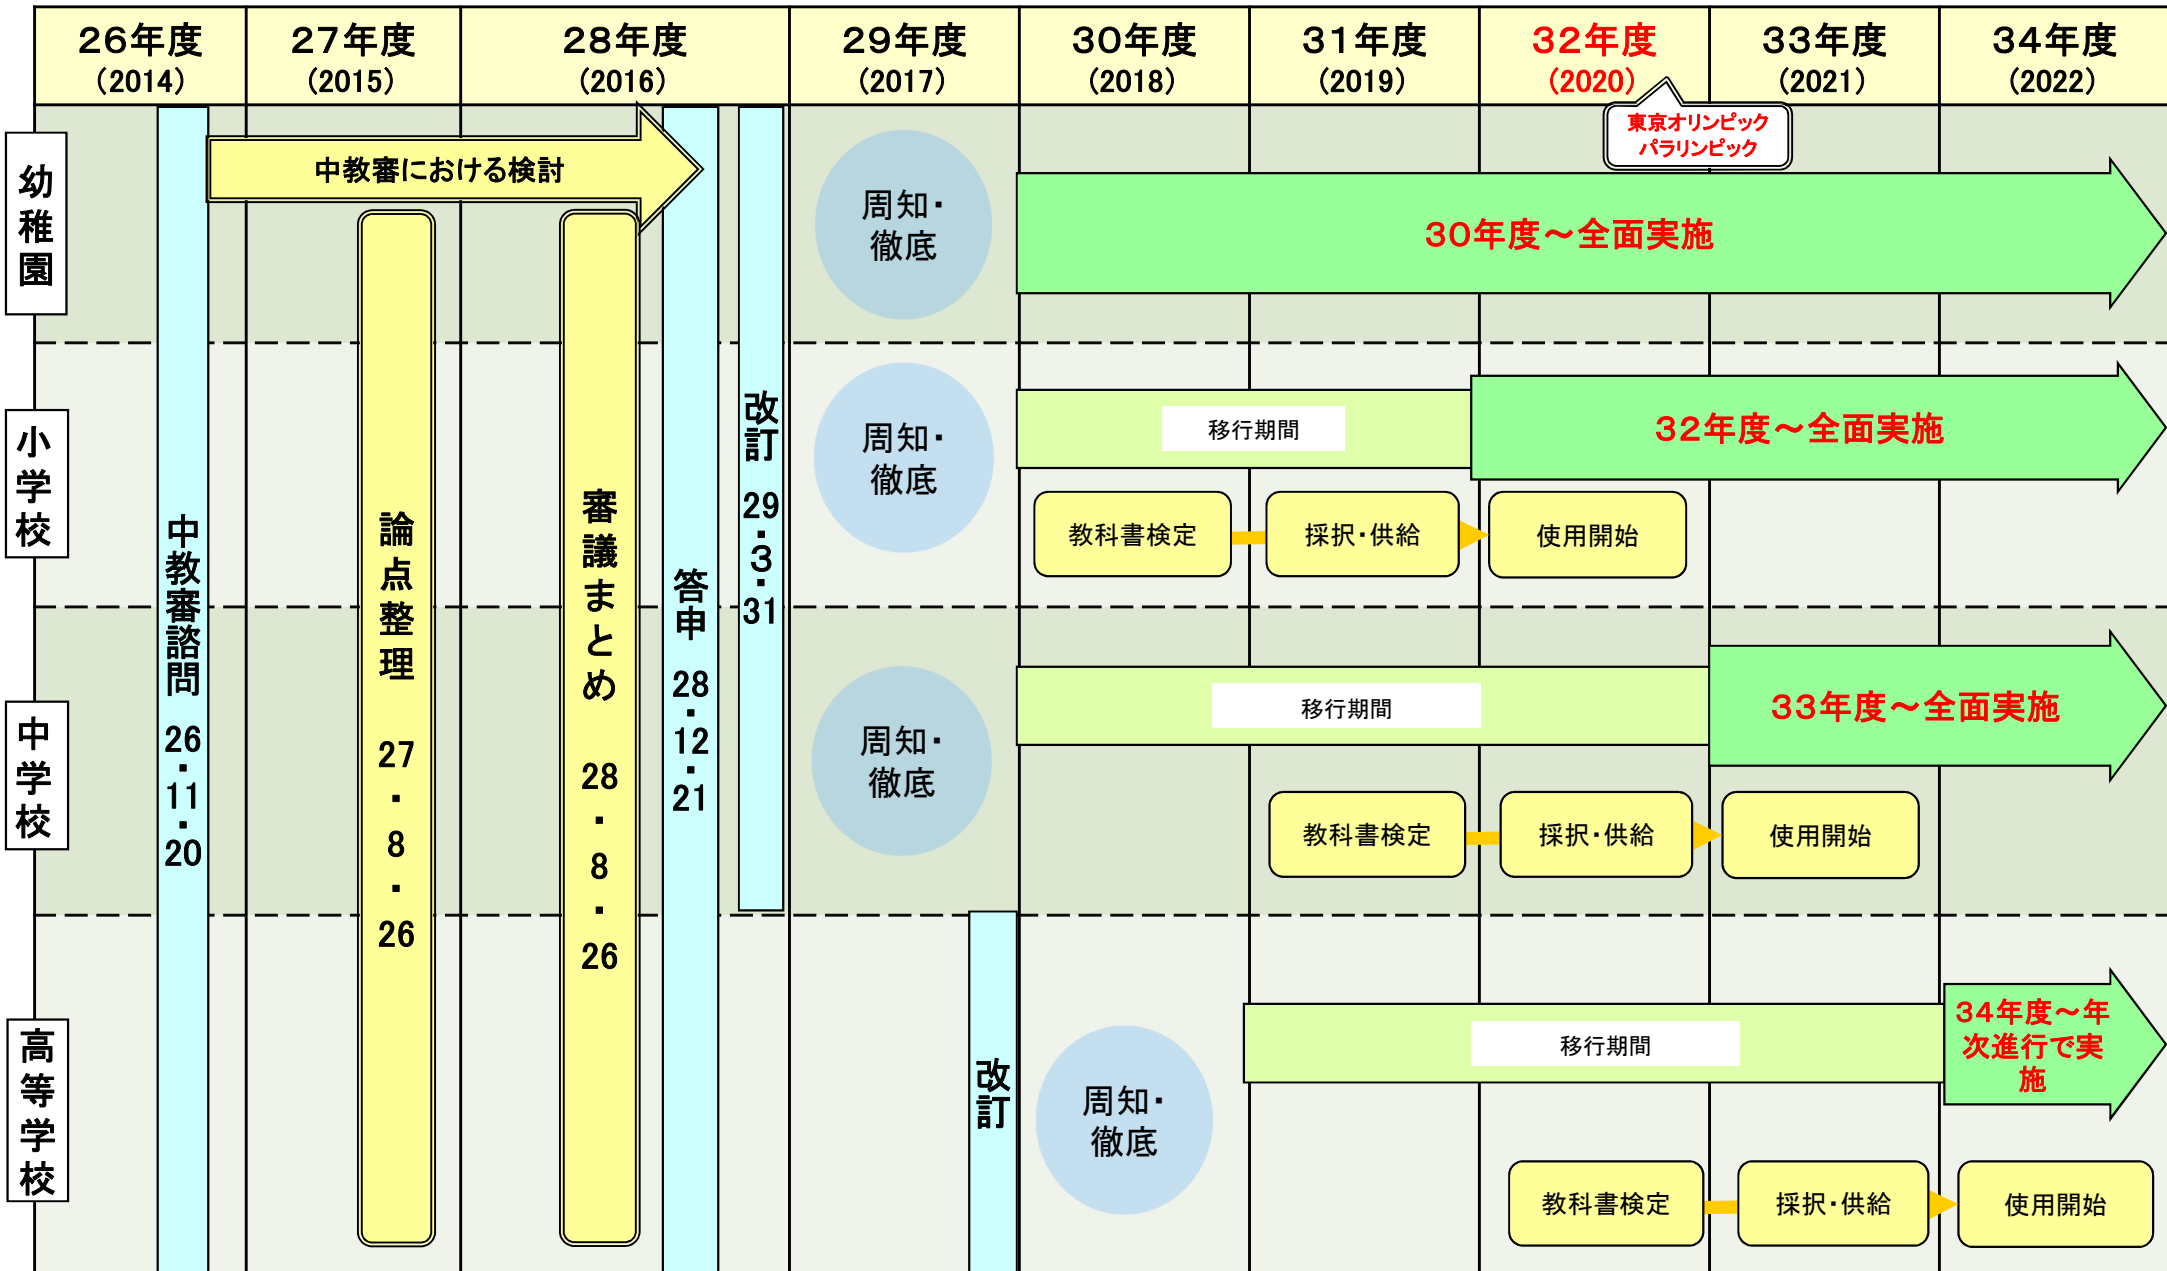 26年度
(2014)
27年度
(2015)
28年度
(2016)
29年度
(2017)
30年度
(2018)
31年度
(2019)
32年度
(2020)
33年度
(2021)
34年度
(2022)
東京オリンピック
パラリンピック
幼稚園
中教審における検討
周知・
徹底
30年度～全面実施
小学校
周知・
徹底
移行期間
32年度～全面実施
教科書検定
採択・供給
使用開始
中教審諮問 26・11・20
論点整理 27・8・26
審議まとめ 28・8・26
答申 28・12・21
改訂 29・3・31
中学校
周知・
徹底
移行期間
33年度～全面実施
教科書検定
採択・供給
使用開始
高等学校
改訂
周知・
徹底
移行期間
34年度～年
次進行で実
施
教科書検定
採択・供給
使用開始